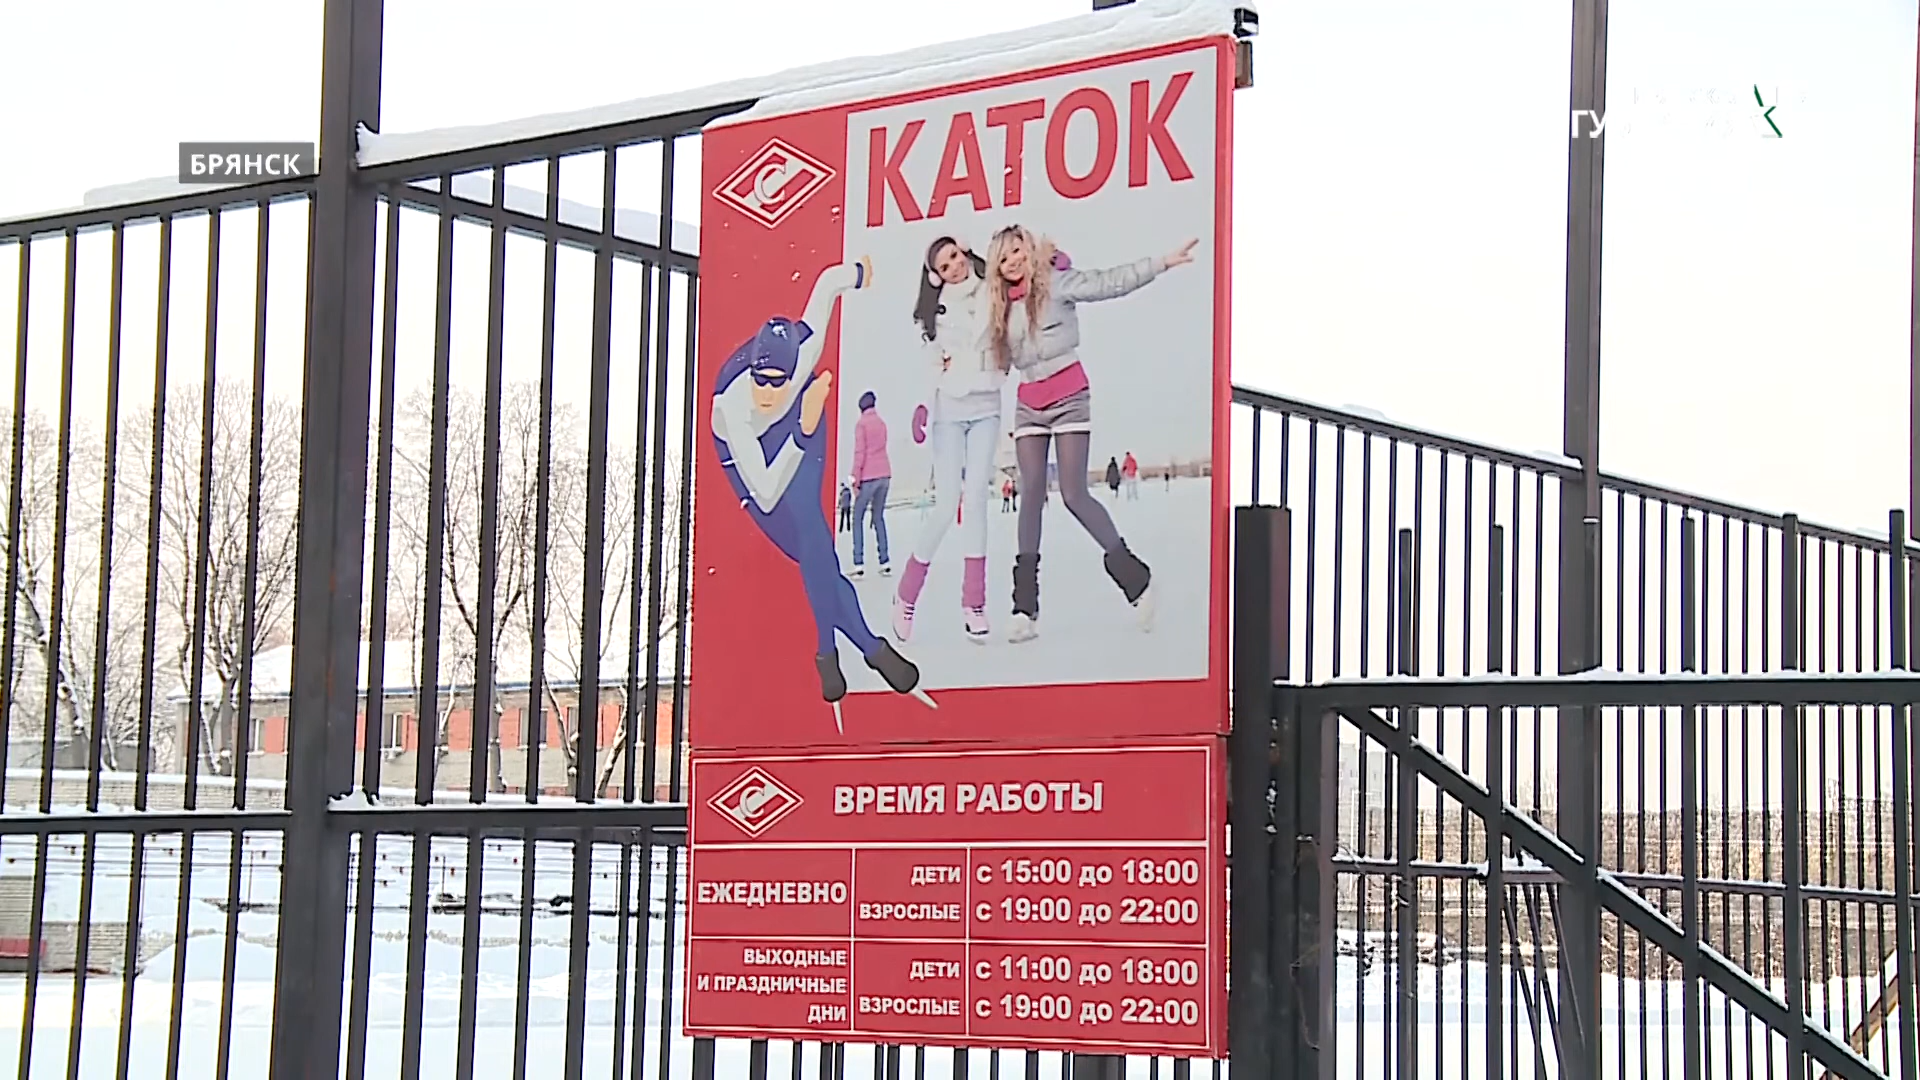 БРЯНСК
ГУ
КАТОК
С
С
ВРЕМЯ РАБОТЫ
ЕЖЕДНЕВНО
ДЕТИ с 15:00 до 18:00
ВЗРОСЛЫЕ с 19:00 до 22:00
ВЫХОДНЫЕ
И ПРАЗДНИЧНЫЕ
ДНИ
ДЕТИ с 11:00 до 18:00
ВЗРОСЛЫЕ с 19:00 до 22:00